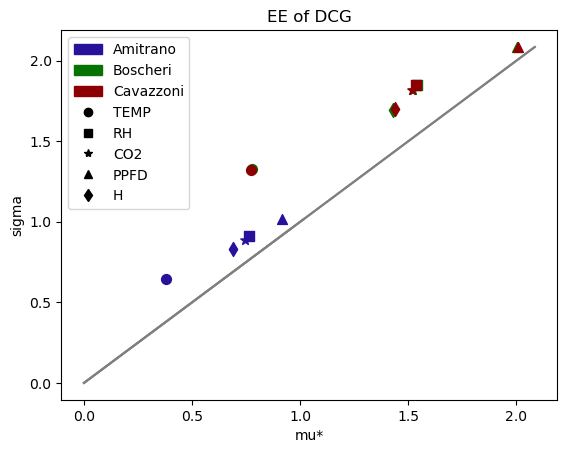 EE of DCG
Amitrano
Boscheri
Cavazzoni
TEMP
RH
CO2
PPFD
H
sigma
2.0
1.5
1.0
0.5
0.0
0.0 0.5 1.0 1.5 2.0
mu*